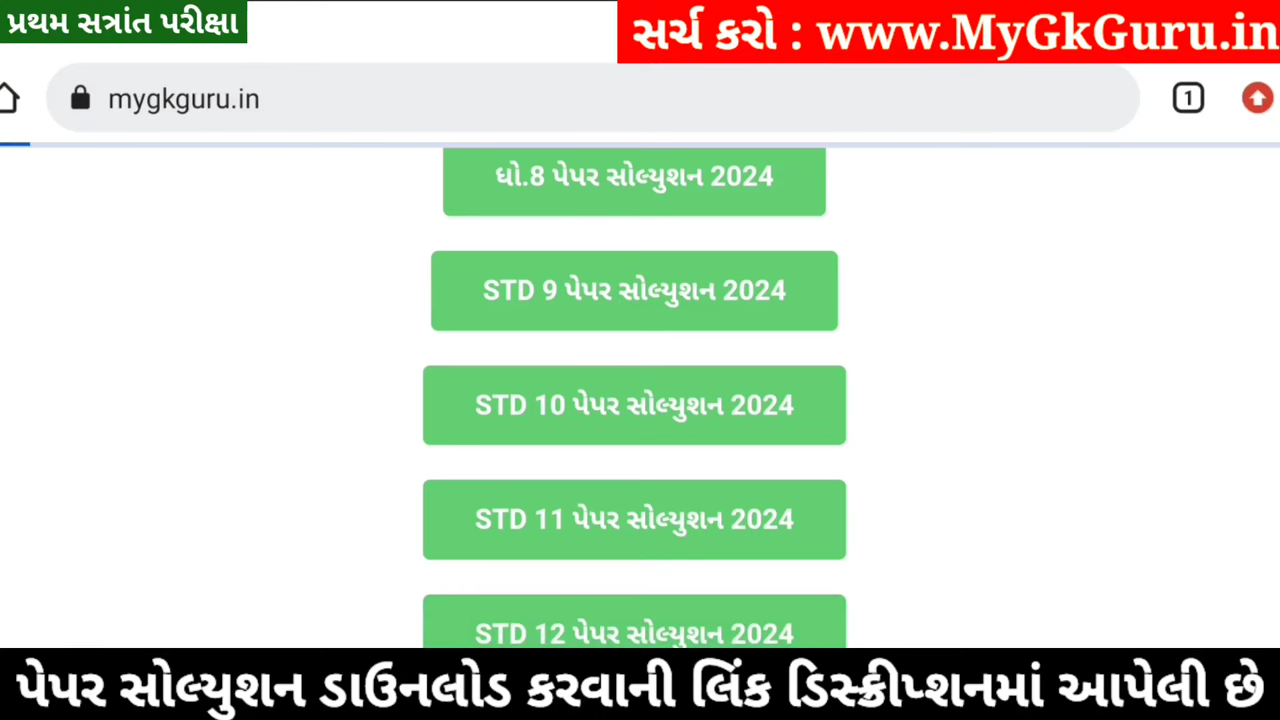 પ્રથમ સત્રાંત પરીક્ષા
સર્ચ કરો : www.MyGkGuru.in
mygkguru.in
1
ધો.8 પેપર સોલ્યુશન 2024
STD 9 પેપર સોલ્યુશન 2024
STD 10 પેપર સોલ્યુશન 2024
STD 11 પેપર સોલ્યુશન 2024
STD 12 પેપર સોલ્યુશન 2024
પેપર સોલ્યુશન ડાઉનલોડ કરવાની લિંક ડિસ્ક્રીપ્શનમાં આપેલી છે